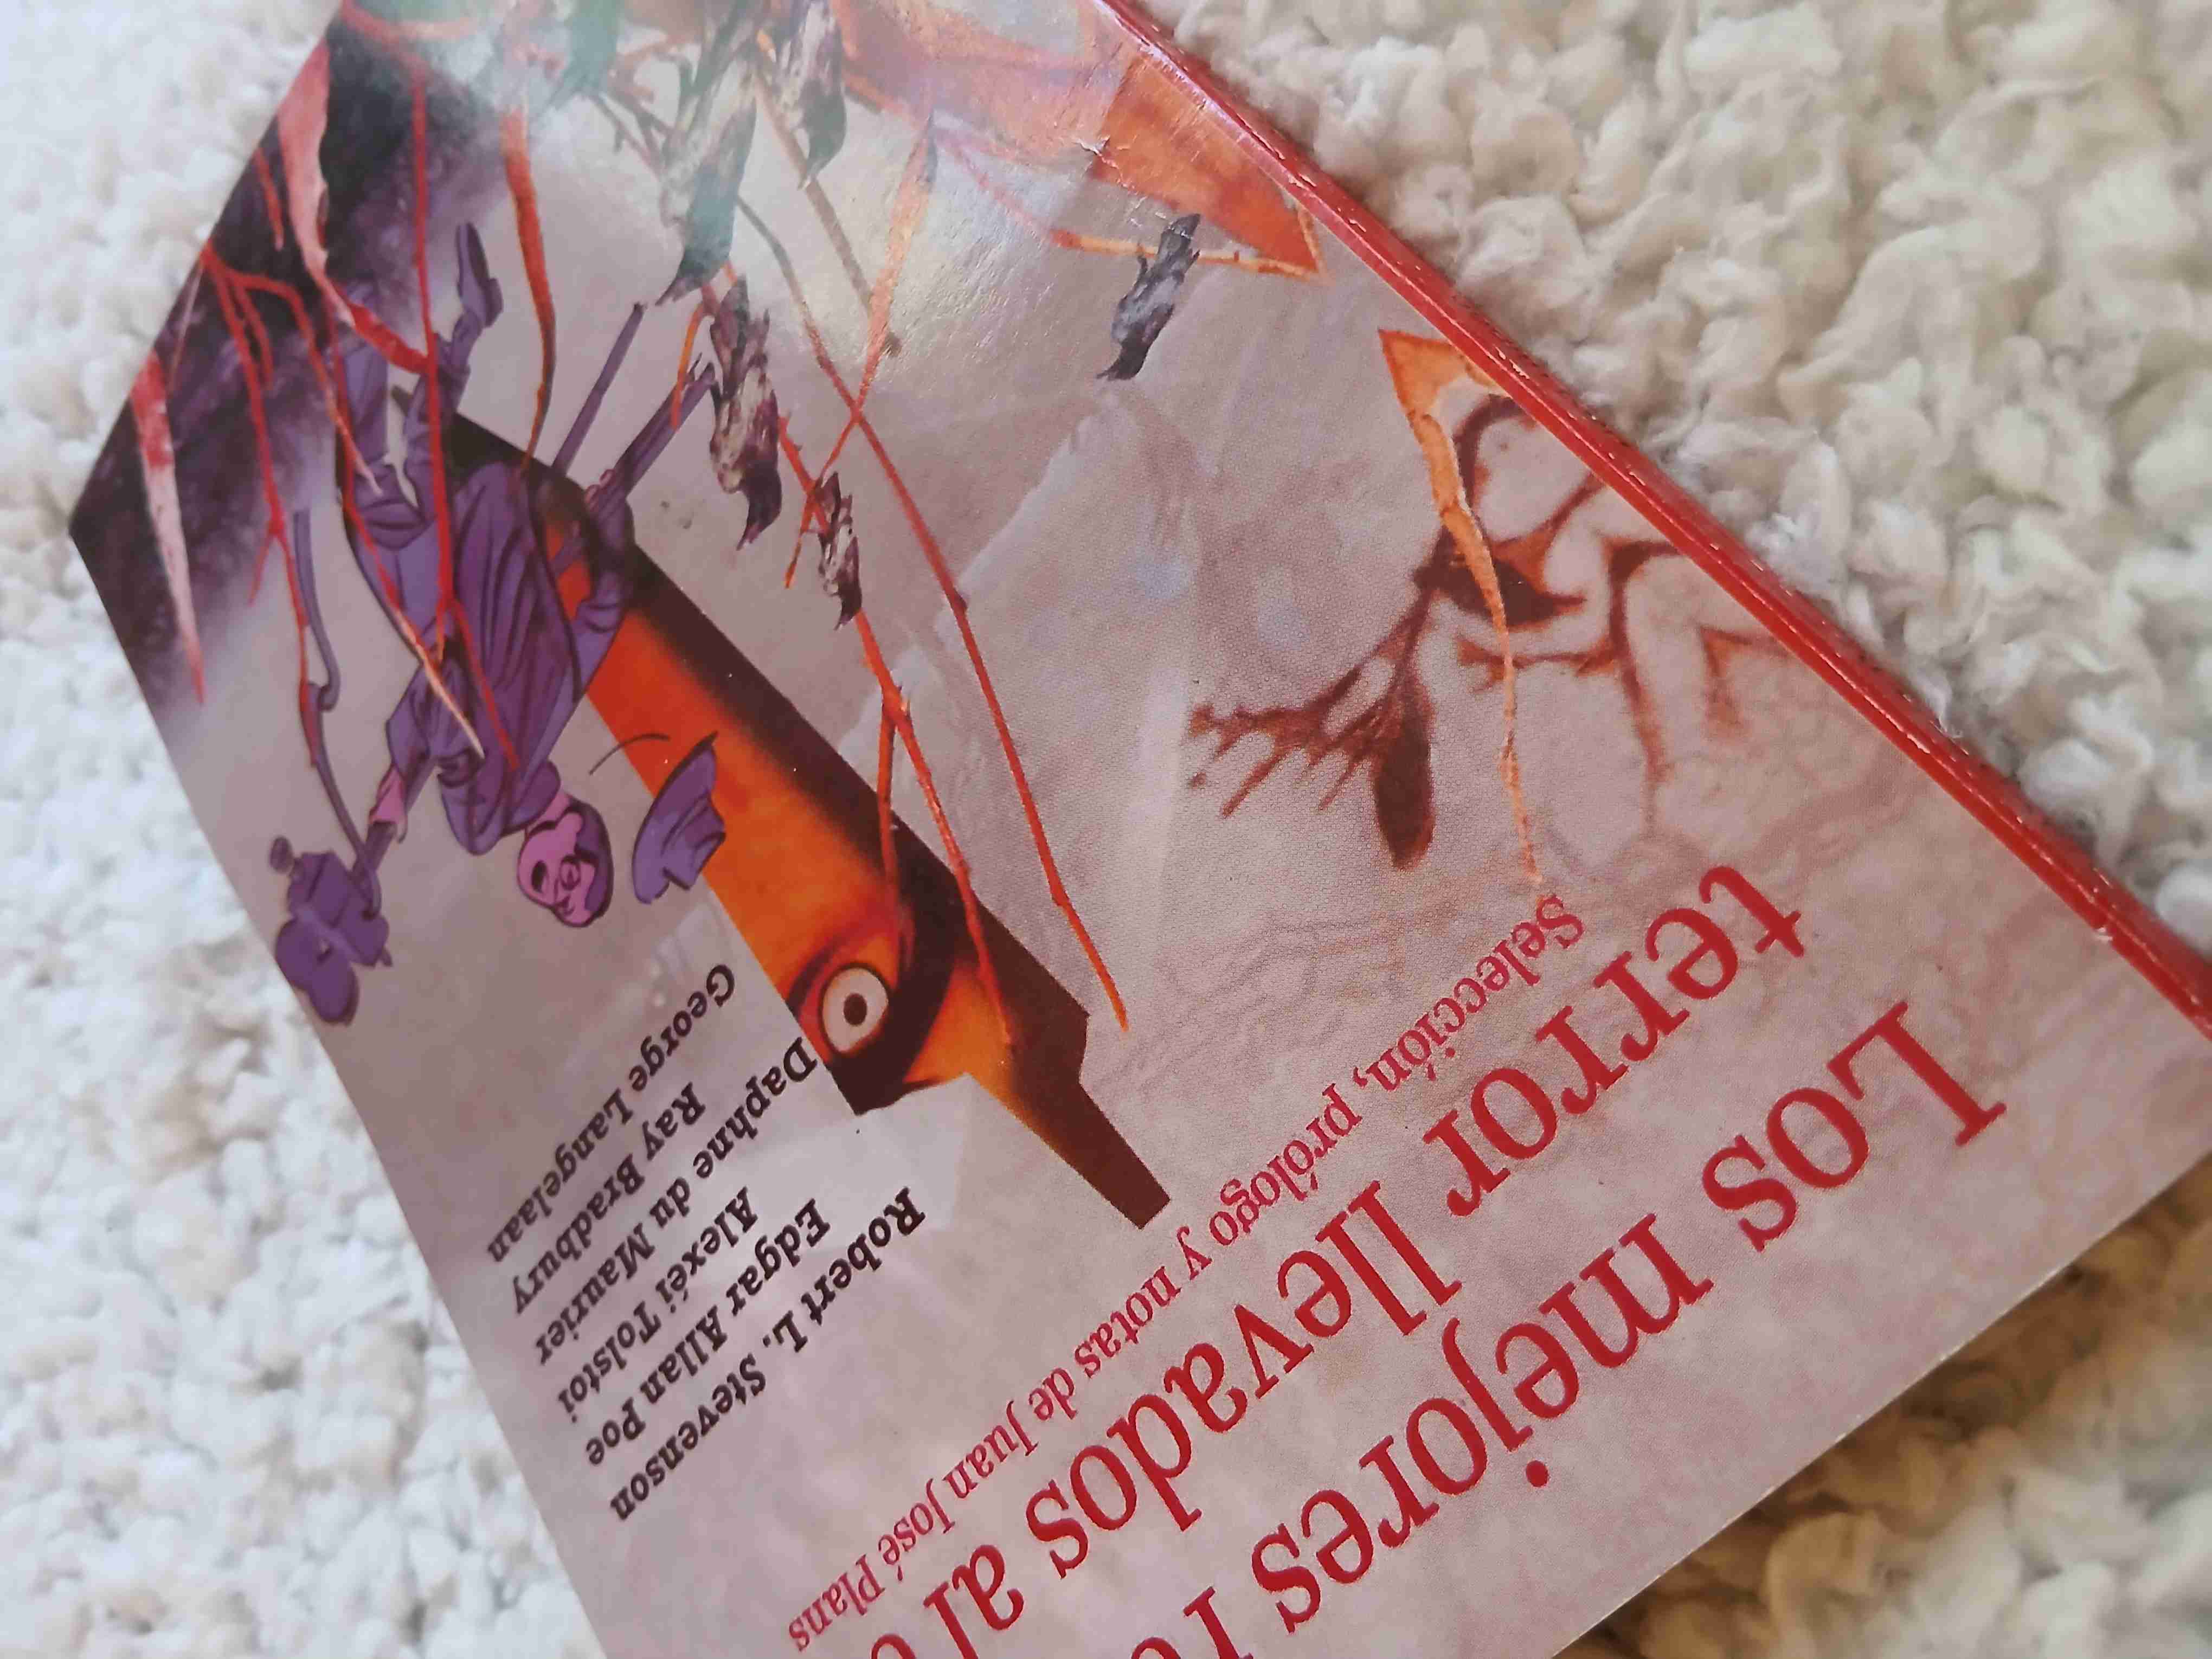 Los mejores re
terror llevados al c
Selección, prólogo y notas de Juan José Plans
Robert L. Stevenson
Edgar Allan Poe
Alexéi Tolstoi
Daphne du Maurier
Ray Bradbury
George Langelaan